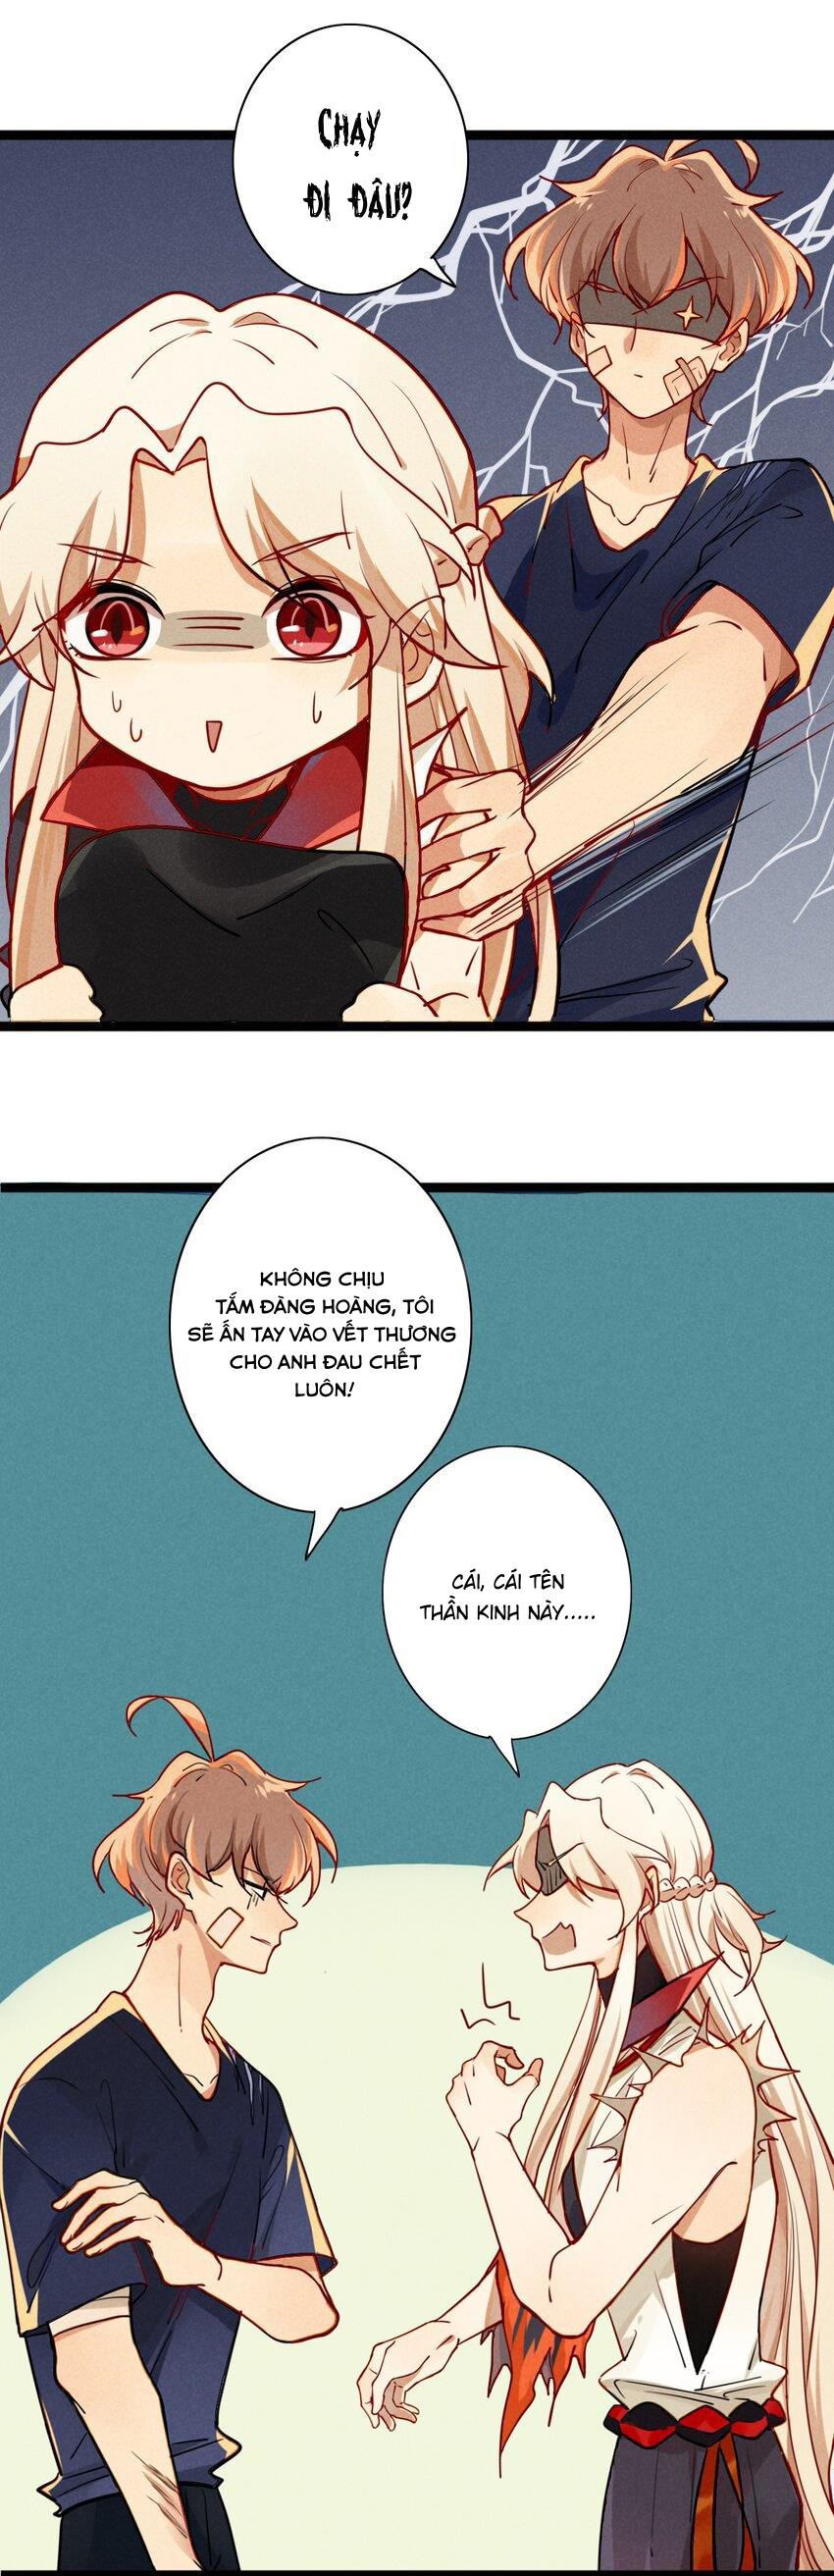 CHẠY
ĐI ĐÂU?
KHÔNG CHỊU
TẮM ĐÀNG HOÀNG, TÔI
SẼ ẤN TAY VÀO VẾT THƯƠNG
CHO ANH ĐAU CHẾT
LUÔN!
CÁI, CÁI TÊN
THẦN KINH NÀY.....